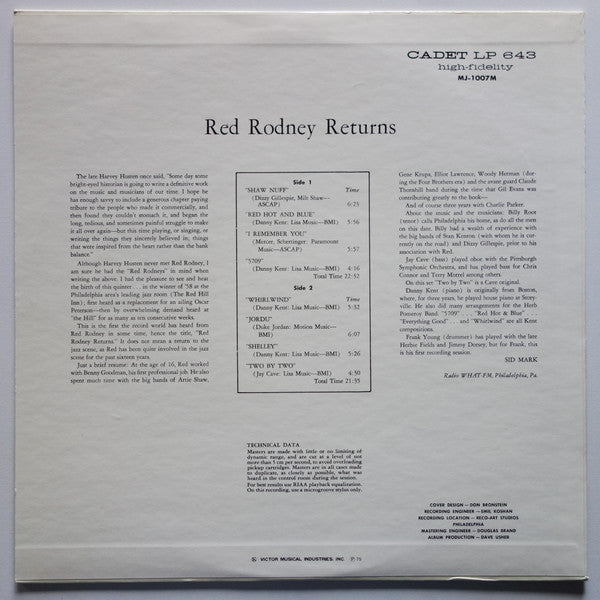 CADET LP 643
high-fidelity
MJ-1007M
Red Rodney Returns
The late Harvey Husten once said, "Some day some
bright-eyed historian is going to write a definitive work
on the music and musicians of our time. I hope he
has enough savvy to include a generous chapter paying
tribute to the people who made it commercially, and
then found they couldn't stomach it, and began the
long, tedious, and sometimes painful struggle to make
it all over again—but this time playing, or singing, or
writing the things they sincerely believed in; things
that were inspired from the heart rather than the bank
balance."
Although Harvey Husten never met Red Rodney, I
am sure he had the "Red Rodneys" in mind when
writing the above. I had the pleasure to see and hear
the birth of this quintet . . . in the winter of '58 at the
Philadelphia area's leading jazz room (The Red Hill
Inn); first heard as a replacement for an ailing Oscar
Peterson—then by overwhelming demand heard at
"the Hill" for as many as ten consecutive weeks.
This is the first the record world has heard from
Red Rodney in some time, hence the title, "Red
Rodney Returns." It does not mean a return to the
jazz scene, as Red has been quite involved in the jazz
scene for the past sixteen years.
Just a brief resume: At the age of 16, Red worked
with Benny Goodman, his first professional job. He also
spent much time with the big bands of Artie Shaw,
Side 1
"SHAW NUFF" Time
(Dizzy Gillespie, Milt Shaw—
ASCAP) 6:23
"RED HOT AND BLUE"
(Danny Kent: Lisa Music—BMI) 5:56
"I REMEMBER YOU"
(Mercer, Schertzinger: Paramount
Music—ASCAP) 5:57
"5709"
(Danny Kent: Lisa Music—BMI) 4:16
Total Time 22:52
Side 2
"WHIRLWIND" Time
(Danny Kent: Lisa Music—BMI) 5:32
"JORDU"
(Duke Jordan: Motion Music—
BMI) 6:07
"SHELLEY"
(Danny Kent: Lisa Music—BMI) 5:26
"TWO BY TWO"
(Jay Cave: Lisa Music—BMI) 4:30
Total Time 21:35
Gene Krupa, Elliot Lawrence, Woody Herman (dur-
ing the Four Brothers era) and the avant guard Claude
Thornhill band during the time that Gil Evans was
contributing greatly to the book—
And of course three years with Charlie Parker.
About the music and the musicians: Billy Root
(tenor) calls Philadelphia his home, as do all the men
on this date. Billy had a wealth of experience with
the big bands of Stan Kenton (with whom he is cur-
rently on the road) and Dizzy Gillespie, prior to his
association with Red.
Jay Cave (bass) played oboe with the Pittsburgh
Symphonic Orchestra, and has played bass for Chris
Connor and Tony Mattel among others.
On this set "Two by Two" is a Cave original.
Danny Kent (piano) is originally from Boston,
where, for three years, he played house piano at Story-
ville. He also did many arrangements for the Herb
Pomeroy Band. "5709" . . . "Red Hot & Blue" . . .
"Everything Good" . . . and "Whirlwind" are all Kent
compositions.
Frank Young (drummer) has played with the late
Herbie Fields and Jimmy Dorsey, but for Frank, this
is his first recording session.
SID MARK
Radio WHAT-FM, Philadelphia, Pa.
TECHNICAL DATA
Masters are made with little or no limiting of
dynamic range, and are cut at a level of not
more than 5 cm per second, to avoid overloading
pickup cartridges. Masters are in all cases made
to duplicate, as closely as possible, what was
heard in the control room during the session.
For best results use RIAA playback equalization.
On this recording, use a microgroove stylus only.
COVER DESIGN — DON BRONSTEIN
RECORDING ENGINEER — EMIL KORSHAN
RECORDING LOCATION — RECO-ART STUDIOS
PHILADELPHIA
MASTERING ENGINEER — DOUGLAS BRAND
ALBUM PRODUCTION — DAVE USHER
VICTOR MUSICAL INDUSTRIES, INC.